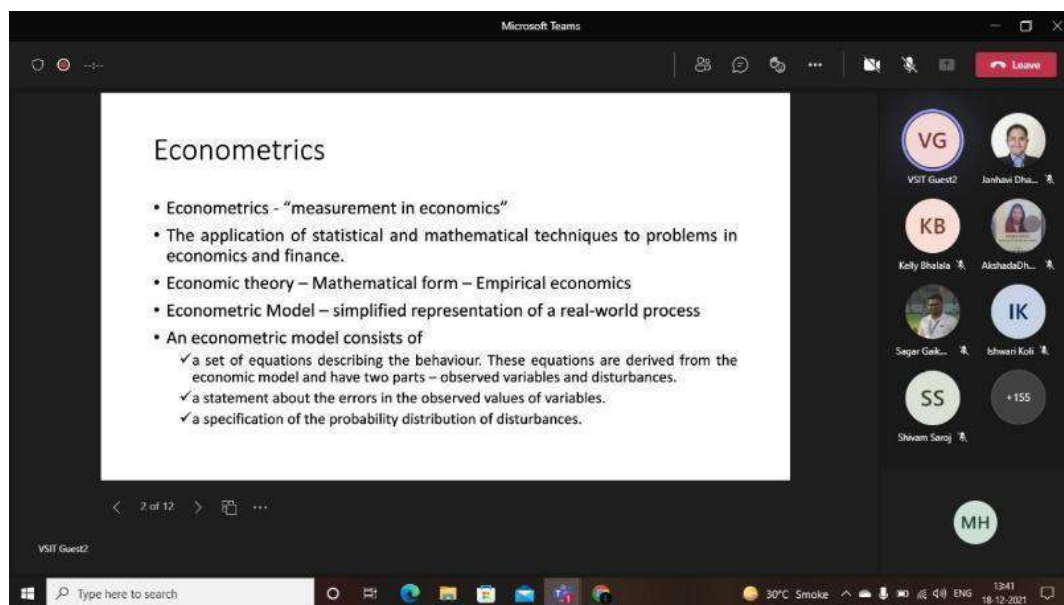 Microsoft Teams
Leave
Econometrics
• Econometrics - “measurement in economics”
• The application of statistical and mathematical techniques to problems in
economics and finance.
• Economic theory – Mathematical form – Empirical economics
• Econometric Model – simplified representation of a real-world process
• An econometric model consists of
✓a set of equations describing the behaviour. These equations are derived from the
economic model and have two parts – observed variables and disturbances.
✓a statement about the errors in the observed values of variables.
✓a specification of the probability distribution of disturbances.
VG
VSIT Guest2
Janhavi Dha...
KB
Kelly Bhalala
AkshadaDh...
Sagar Gaik...
IK
Ishwari Koli
SS
Shivam Saroj
+155
2 of 12
MH
VSIT Guest2
Type here to search
30°C Smoke
ENG
13:41
18-12-2021